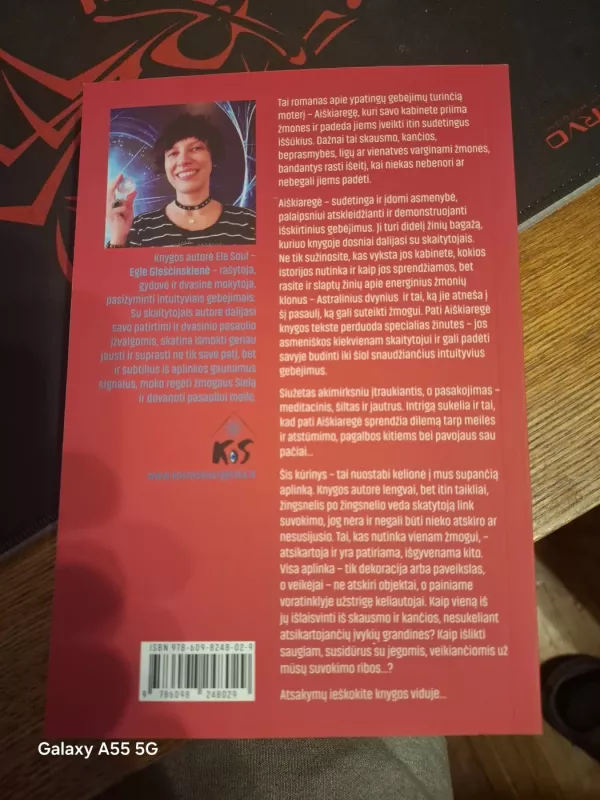 Tai romanas apie ypatingų gebėjimų turinčią
moterį – Aiškiaregę, kuri savo kabinete priima
žmones ir padeda jiems įveikti itin sudėtingus
iššūkius. Dažnai tai skausmo, kančios,
beprasmybės, ligų ar vienatvės varginami žmonės,
bandantys rasti išeitį, kai niekas nebenori ar
nebegali jiems padėti.
Aiškiaregė – sudėtinga ir įdomi asmenybė,
palaipsniui atskleidžianti ir demonstruojanti
išskirtinius gebėjimus. Ji turi didelį žinių bagažą,
kuriuo knygoje dosniai dalijasi su skaitytojais.
Ne tik sužinosite, kas vyksta jos kabinete, kokios
istorijos nutinka ir kaip jos sprendžiamos, bet
rasite ir slaptų žinių apie energinius žmonių
klonus – Astralinius dvynius ir tai, ką jie atneša į
šį pasaulį, ką gali suteikti žmogui. Pati Aiškiaregė
knygos tekste perduoda specialias žinutes – jos
asmeniškos kiekvienam skaitytojui ir gali padėti
savyje budinti iki šiol snaudžiančius intuityvius
gebėjimus.
Siužetas akimirksniu įtraukiantis, o pasakojimas –
meditacinis, šiltas ir jautrus. Intrigą sukelia ir tai,
kad pati Aiškiaregė sprendžia dilemą tarp meilės
ir atstūmimo, pagalbos kitiems bei pavojaus sau
pačiai...
Šis kūrinys – tai nuostabi kelionė į mus supančią
aplinką. Knygos autorė lengvai, bet itin taikliai,
žingsnelis po žingsnelio veda skaitytoją link
suvokimo, jog nėra ir negali būti nieko atskiro ar
nesusijusio. Tai, kas nutinka vienam žmogui, –
atsikartoja ir yra patiriama, išgyvenama kito.
Visa aplinka – tik dekoracija arba paveikslas,
o veikėjai – ne atskiri objektai, o painiame
voratinklyje užstrigę keliautojai. Kaip vieną iš
jų išlaisvinti iš skausmo ir kančios, nesukeliant
atsikartojančių įvykių grandinės? Kaip išlikti
saugiam, susidūrus su jėgomis, veikiančiomis už
mūsų suvokimo ribos...?
Atsakymų ieškokite knygos viduje...
Knygos autorė Ele Soul –
Eglė Gleščinskienė – rašytoja,
gydovė ir dvasinė mokytoja,
pasižyminti intuityviais gebėjimais.
Su skaitytojais autorė dalijasi
savo patirtimi ir dvasinio pasaulio
įžvalgomis, skatina išmokti geriau
jausti ir suprasti ne tik save patį, bet
ir subtilius iš aplinkos gaunamus
signalus, moko regėti žmogaus Sielą
ir dovanoti pasauliui meilę.
KoS
ISBN 978-609-8248-02-9
9 786098 248029
Galaxy A55 5G